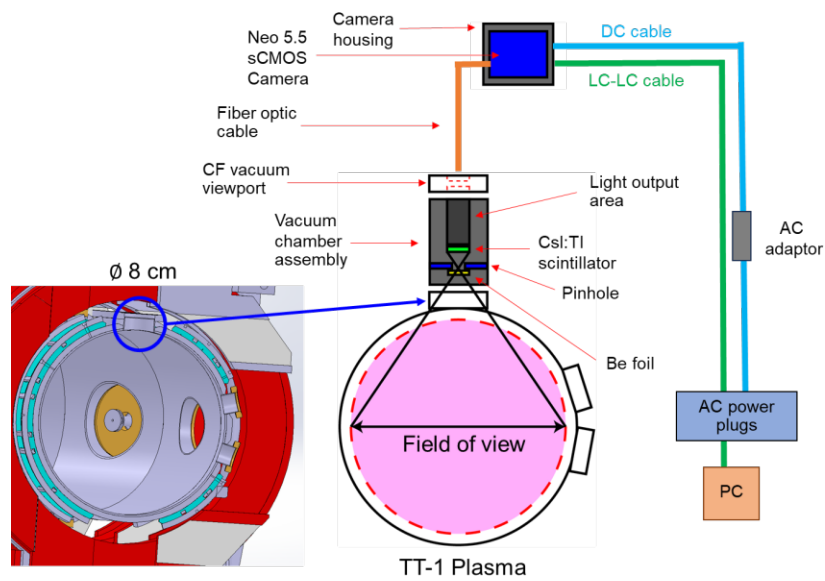 Camera
housing
DC cable
Neo 5.5
sCMOS
Camera
LC-LC cable
Fiber optic
cable
CF vacuum
viewport
Light output
area
Vacuum
chamber
assembly
CsI:Tl
scintillator
AC
adaptor
Ø 8 cm
Pinhole
Be foil
AC power
plugs
Field of view
PC
TT-1 Plasma